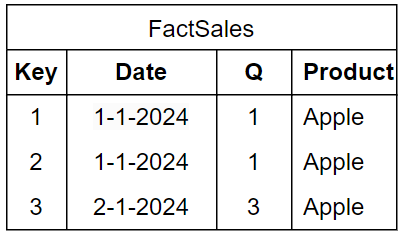 FactSales
Key Date Q Product
1 1-1-2024 1 Apple
2 1-1-2024 1 Apple
3 2-1-2024 3 Apple